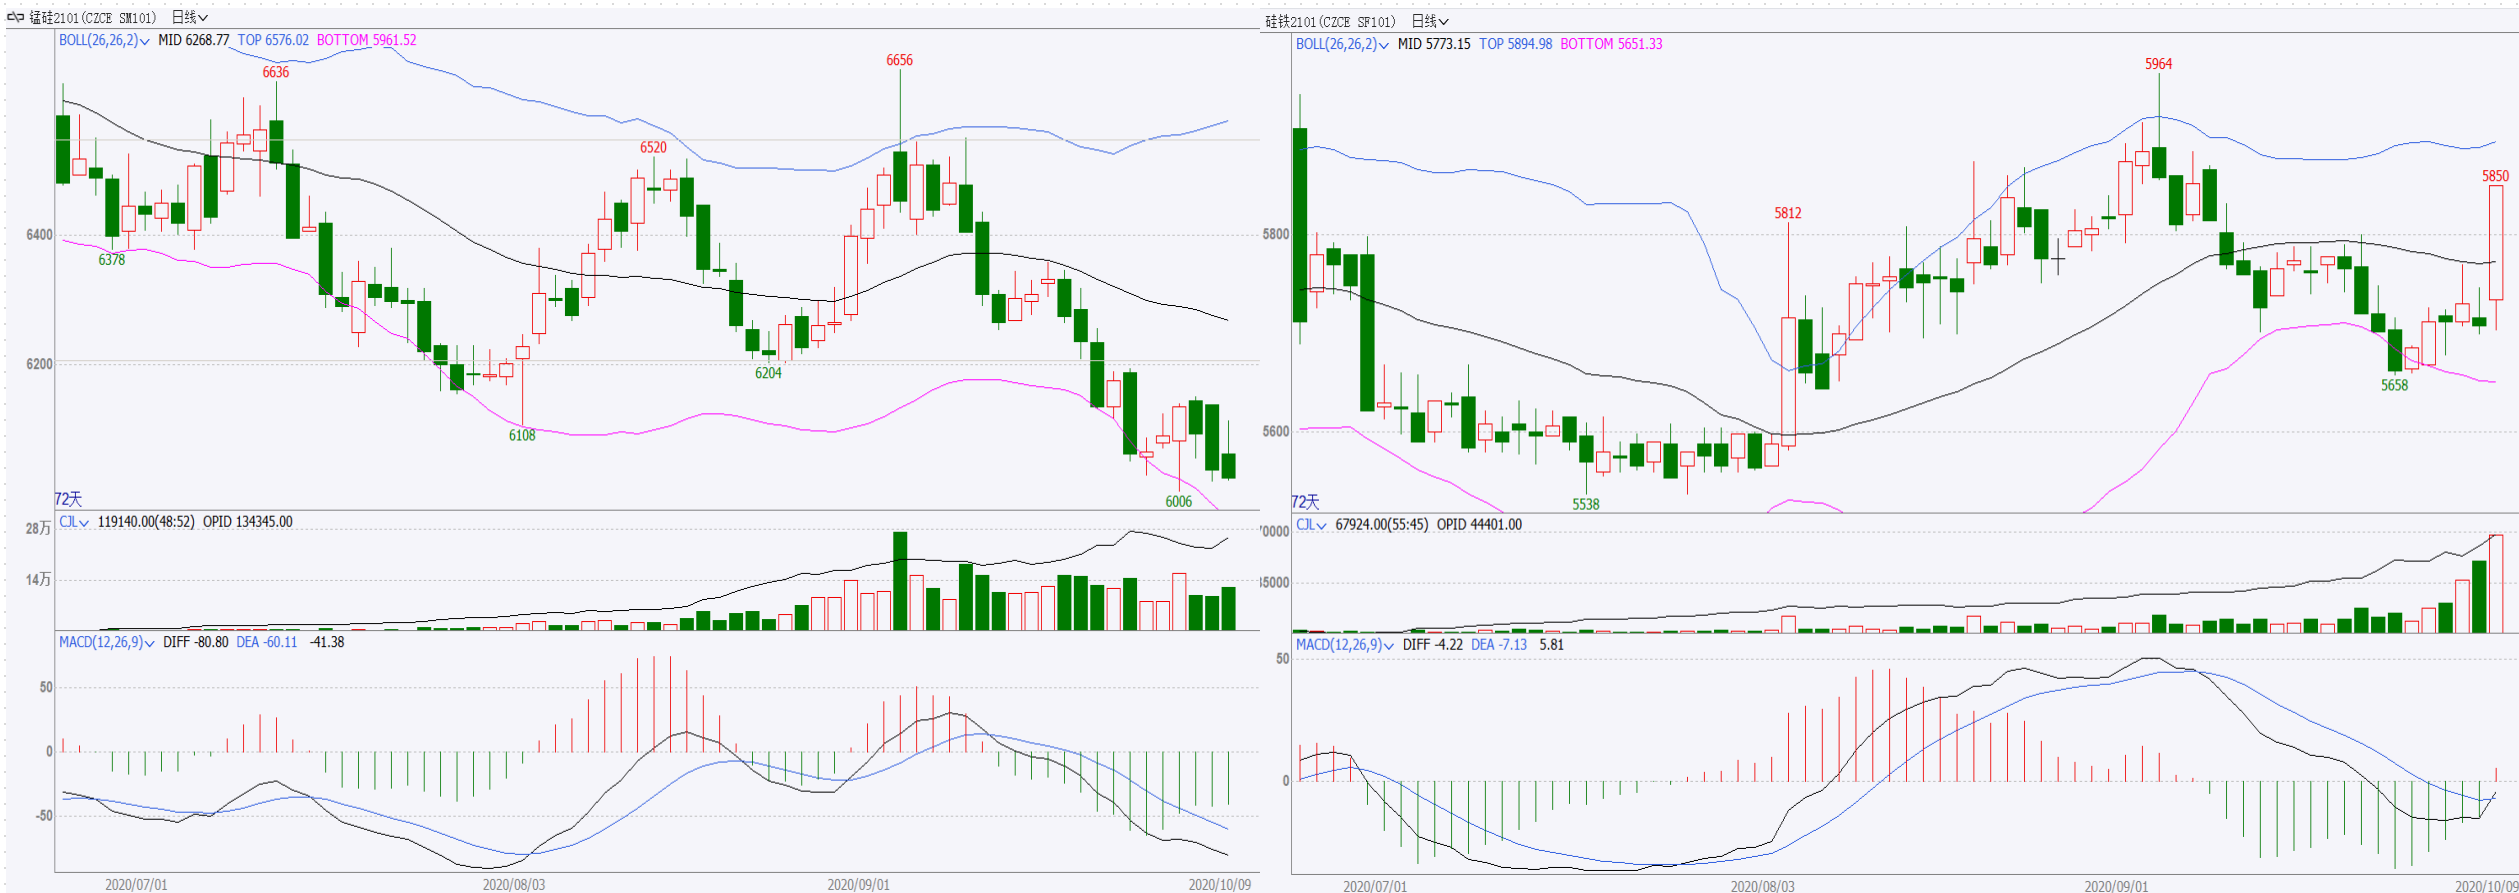 锰硅2101(CZCE SM101) 日线
BOLL(26,26,2) MID 6268.77 TOP 6576.02 BOTTOM 5961.52
6636
6656
6520
6400
6378
6200
6204
6108
6006
72天
CJL 119140.00(48:52) OPID 134345.00
28万
14万
MACD(12,26,9) DIFF -80.80 DEA -60.11 -41.38
50
0
-50
2020/07/01 2020/08/03 2020/09/01 2020/10/09
硅铁2101(CZCE SF101) 日线
BOLL(26,26,2) MID 5773.15 TOP 5894.98 BOTTOM 5651.33
5964
5850
5812
5800
5658
5600
5538
72天
CJL 67924.00(55:45) OPID 44401.00
70000
35000
MACD(12,26,9) DIFF -4.22 DEA -7.13 5.81
50
0
2020/07/01 2020/08/03 2020/09/01 2020/10/09